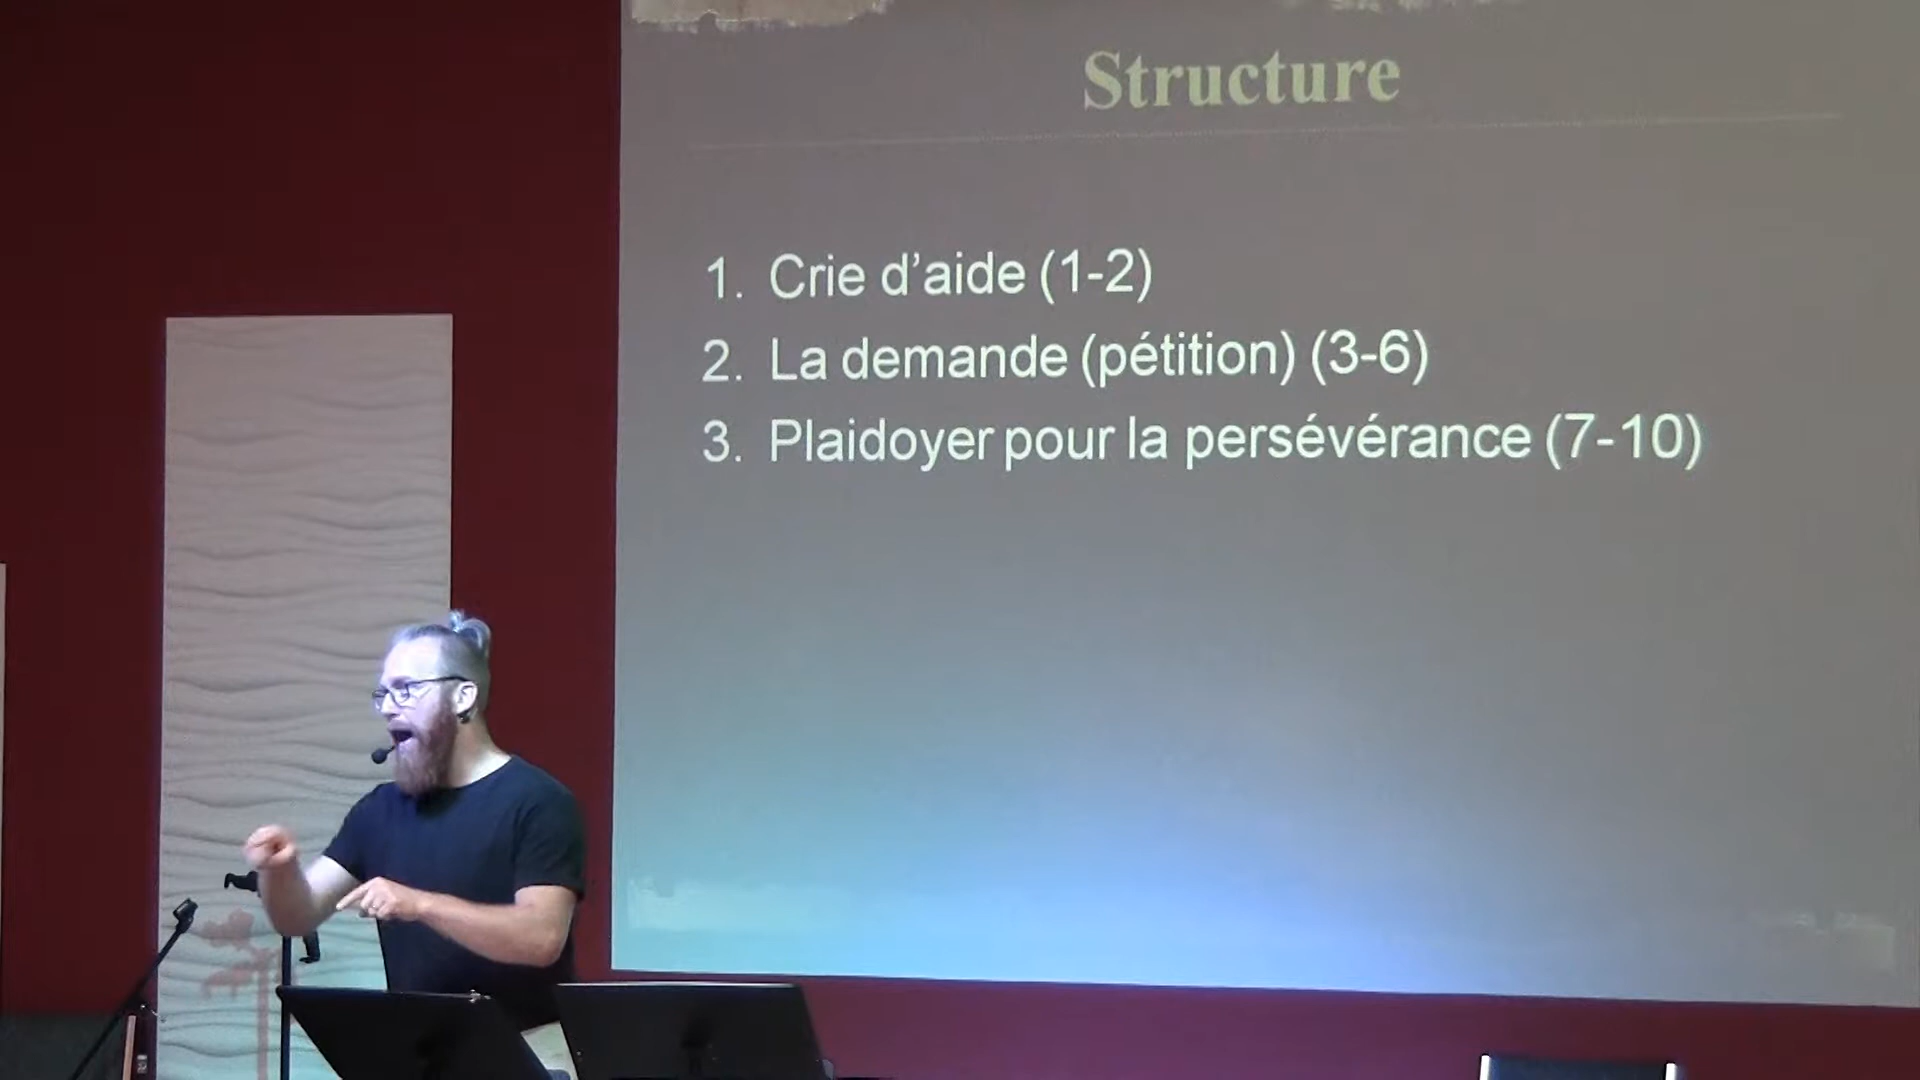 Structure
1. Crie d’aide (1-2)
2. La demande (pétition) (3-6)
3. Plaidoyer pour la persévérance (7-10)